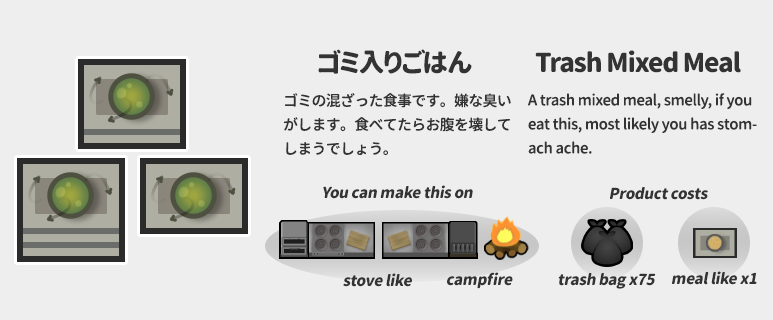 ゴミ入りごはん
ゴミの混ざった食事です。嫌な臭い
がします。食べてたらお腹を壊して
しまうでしょう。
Trash Mixed Meal
A trash mixed meal, smelly, if you
eat this, most likely you has stom-
ach ache.
You can make this on
stove like
campfire
Product costs
trash bag x75
meal like x1